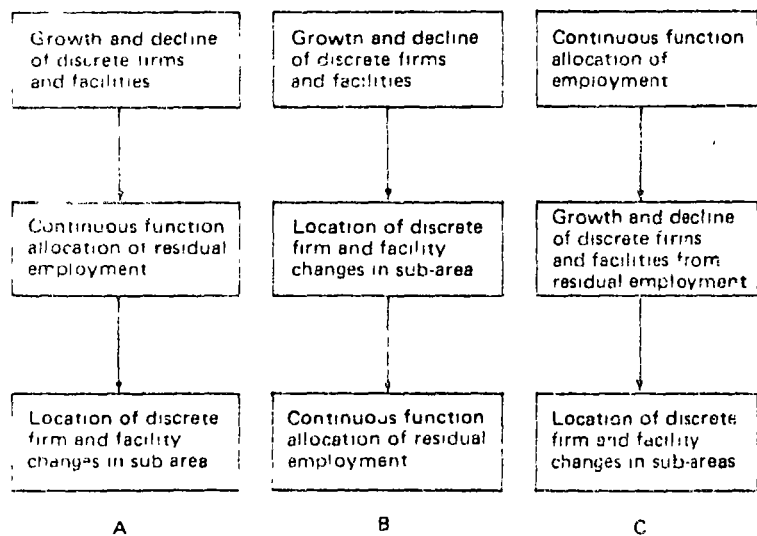 Growth and decline
of discrete firms
and facilities
Continuous function
allocation of residual
employment
Location of discrete
firm and facility
changes in sub area
A
Growth and decline
of discrete firms
and facilities
Location of discrete
firm and facility
changes in sub-area
Continuous function
allocation of residual
employment
B
Continuous function
allocation of
employment
Growth and decline
of discrete firms
and facilities from
residual employment
Location of discrete
firm and facility
changes in sub-areas
C